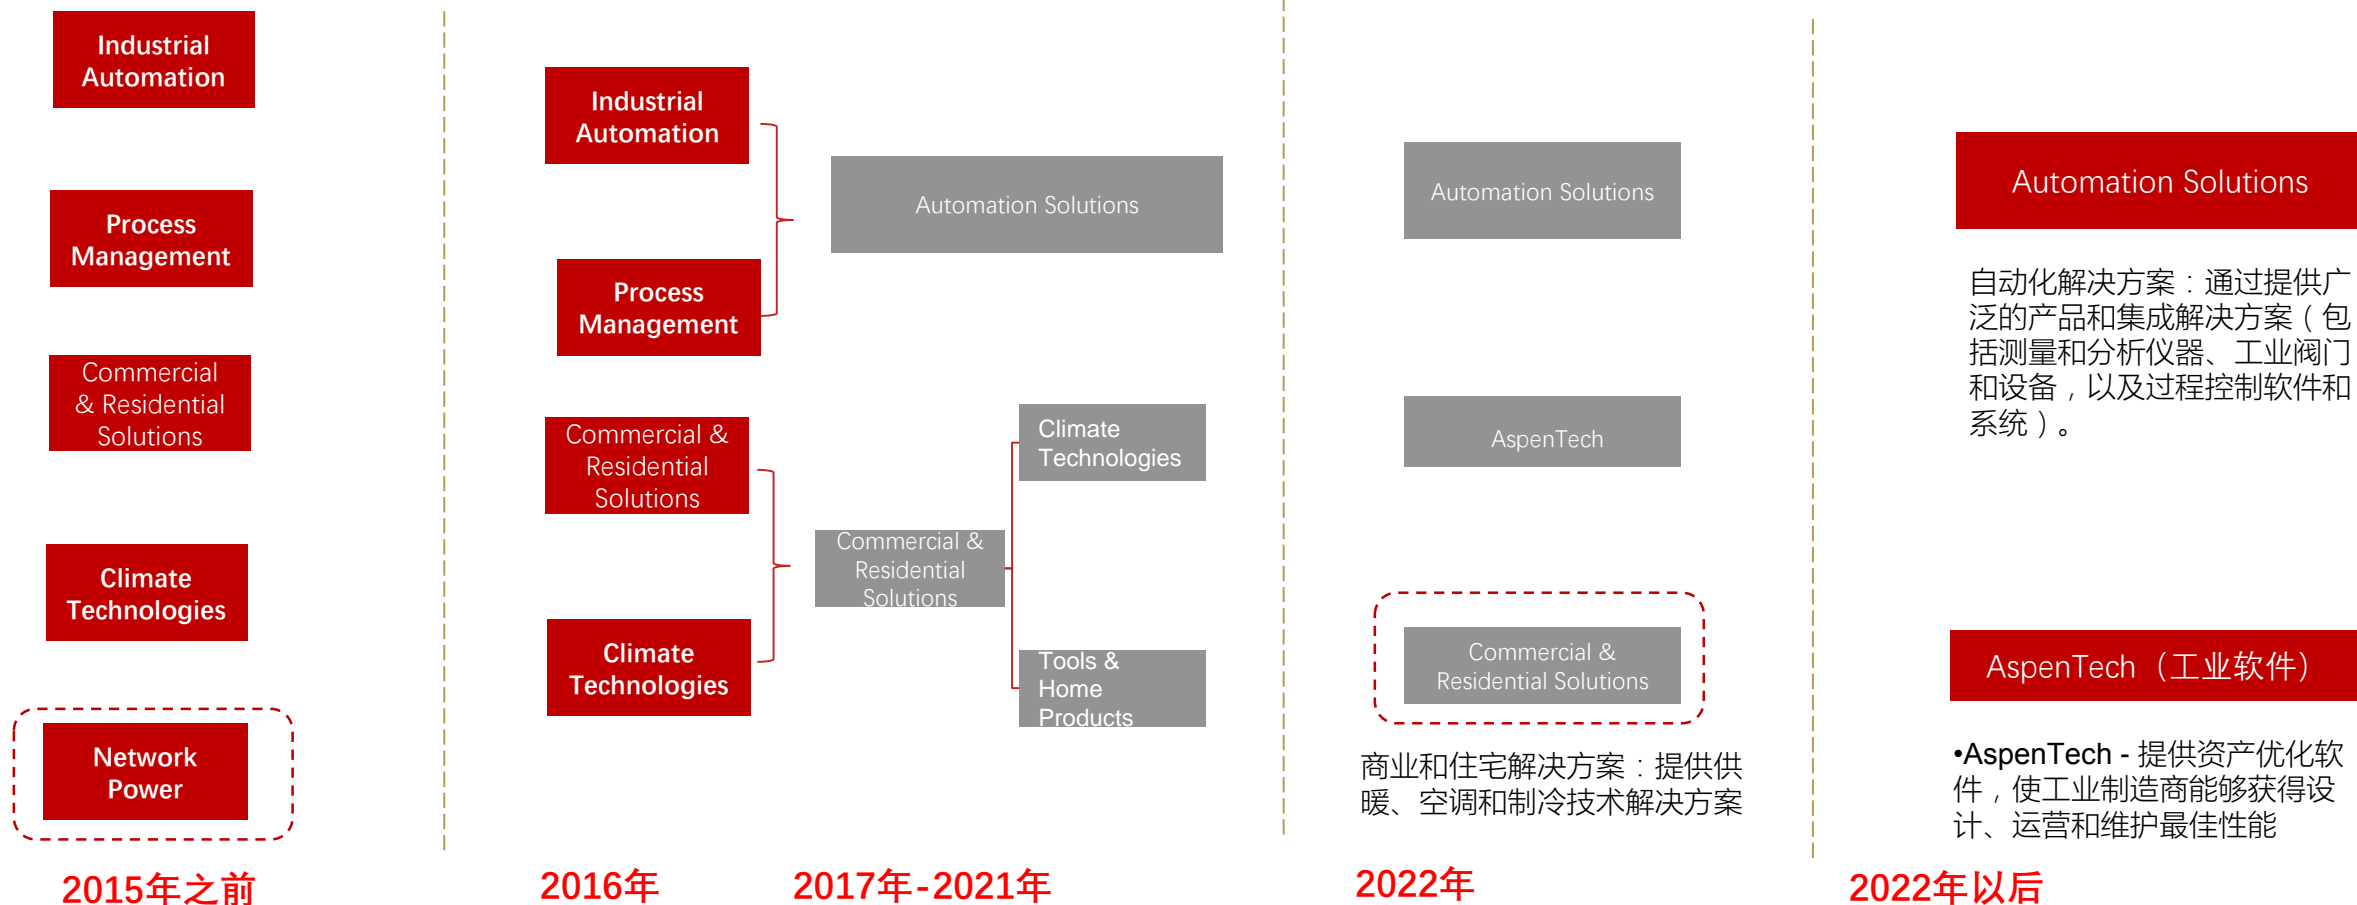 Industrial
Automation
Process
Management
Commercial
& Residential
Solutions
Climate
Technologies
Network
Power
2015年之前
Industrial
Automation
Process
Management
Commercial &
Residential
Solutions
Climate
Technologies
2016年
Automation Solutions
Commercial &
Residential
Solutions
Climate
Technologies
Tools &
Home
Products
2017年-2021年
Automation Solutions
AspenTech
Commercial &
Residential Solutions
商业和住宅解决方案：提供供
暖、空调和制冷技术解决方案
2022年
Automation Solutions
自动化解决方案：通过提供广
泛的产品和集成解决方案（包
括测量和分析仪器、工业阀门
和设备，以及过程控制软件和
系统）。
AspenTech（工业软件）
•AspenTech - 提供资产优化软
件，使工业制造商能够获得设
计、运营和维护最佳性能
2022年以后